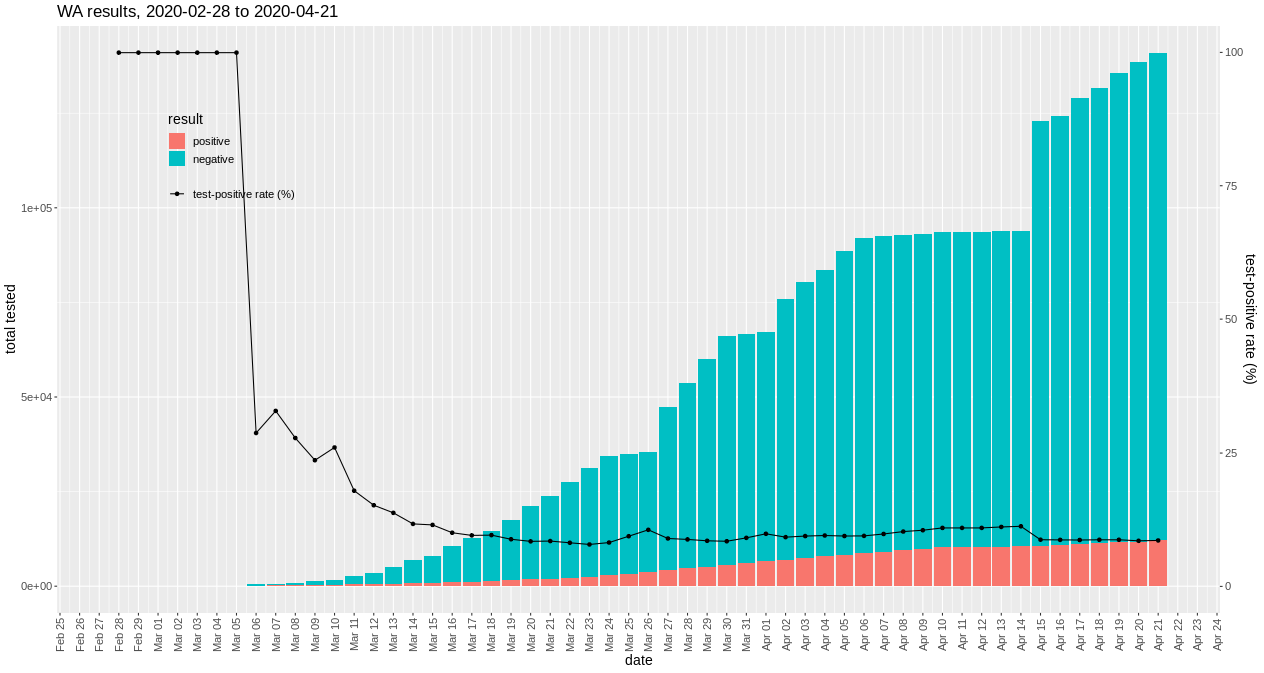 WA results, 2020-02-28 to 2020-04-21
result
positive
negative
test-positive rate (%)
total tested
1e+05
5e+04
0e+00
100
75
50
25
0
test-positive rate (%)
Feb 25
Feb 26
Feb 27
Feb 28
Feb 29
Mar 01
Mar 02
Mar 03
Mar 04
Mar 05
Mar 06
Mar 07
Mar 08
Mar 09
Mar 10
Mar 11
Mar 12
Mar 13
Mar 14
Mar 15
Mar 16
Mar 17
Mar 18
Mar 19
Mar 20
Mar 21
Mar 22
Mar 23
Mar 24
Mar 25
Mar 26
Mar 27
Mar 28
Mar 29
Mar 30
Mar 31
Apr 01
Apr 02
Apr 03
Apr 04
Apr 05
Apr 06
Apr 07
Apr 08
Apr 09
Apr 10
Apr 11
Apr 12
Apr 13
Apr 14
Apr 15
Apr 16
Apr 17
Apr 18
Apr 19
Apr 20
Apr 21
Apr 22
Apr 23
Apr 24
date